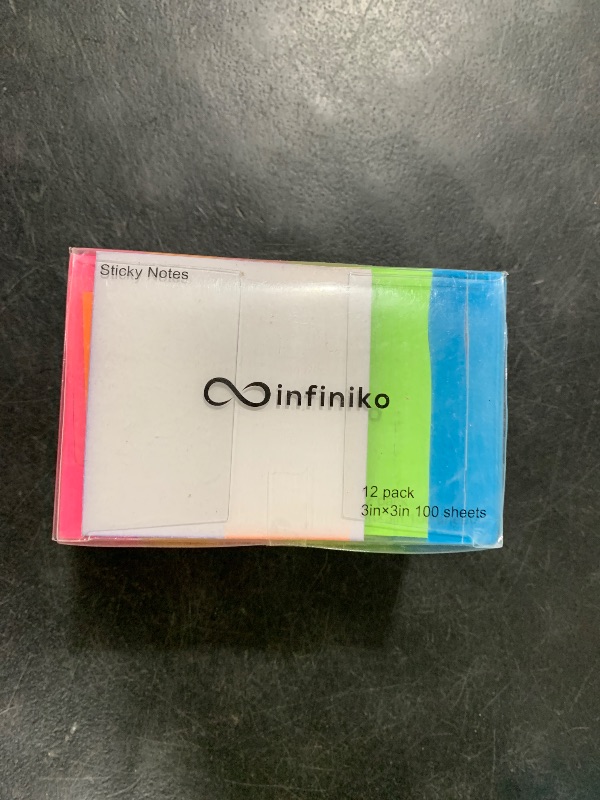 Sticky Notes
infiniko
12 pack
3in×3in 100 sheets